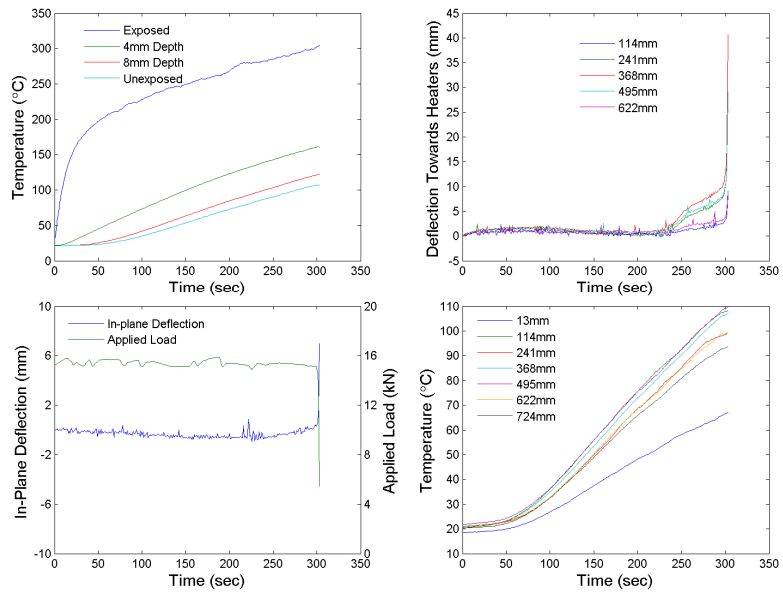 350
300
250
200
150
100
50
0
Temperature (°C)
Exposed
4mm Depth
8mm Depth
Unexposed
0 50 100 150 200 250 300 350
Time (sec)
45
40
35
30
25
20
15
10
5
0
-5
Deflection Towards Heaters (mm)
114mm
241mm
368mm
495mm
622mm
0 50 100 150 200 250 300 350
Time (sec)
10
6
2
-2
-6
-10
In-Plane Deflection (mm)
In-plane Deflection
Applied Load
20
16
12
8
4
0
Applied Load (kN)
0 50 100 150 200 250 300 350
Time (sec)
110
100
90
80
70
60
50
40
30
20
10
Temperature (°C)
13mm
114mm
241mm
368mm
495mm
622mm
724mm
0 50 100 150 200 250 300 350
Time (sec)